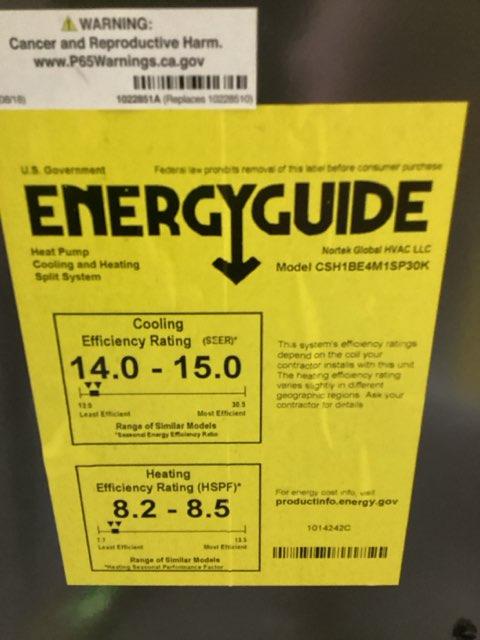 WARNING:
Cancer and Reproductive Harm.
www.P65Warnings.ca.gov
1022851A (Replaces 10228510)
U.S. Government
Federal law prohibits removal of this label before consumer purchase
ENERGYGUIDE
Heat Pump
Cooling and Heating
Split System
Nortek Global HVAC LLC
Model CSH1BE4M1SP30K
Cooling
Efficiency Rating (SEER)*
14.0 - 15.0
30.5
Least Efficient
Most Efficient
Range of Similar Models
*Seasonal Energy Efficiency Ratio
This system's efficiency ratings
depend on the coil your
contractor installs with this unit
The heating efficiency rating
varies slightly in different
geographic regions. Ask your
contractor for details
Heating
Efficiency Rating (HSPF)*
8.2 - 8.5
7.7
13.5
Least Efficient
Most Efficient
Range of Similar Models
*Heating Seasonal Performance Factor
For energy cost info, visit
productinfo.energy.gov
1014242C